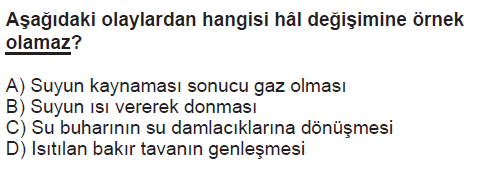 Aşağıdaki olaylardan hangisi hâl değişimine örnek
olamaz?
A) Suyun kaynaması sonucu gaz olması
B) Suyun ısı vererek donması
C) Su buharının su damlacıklarına dönüşmesi
D) Isıtılan bakır tavanın genleşmesi